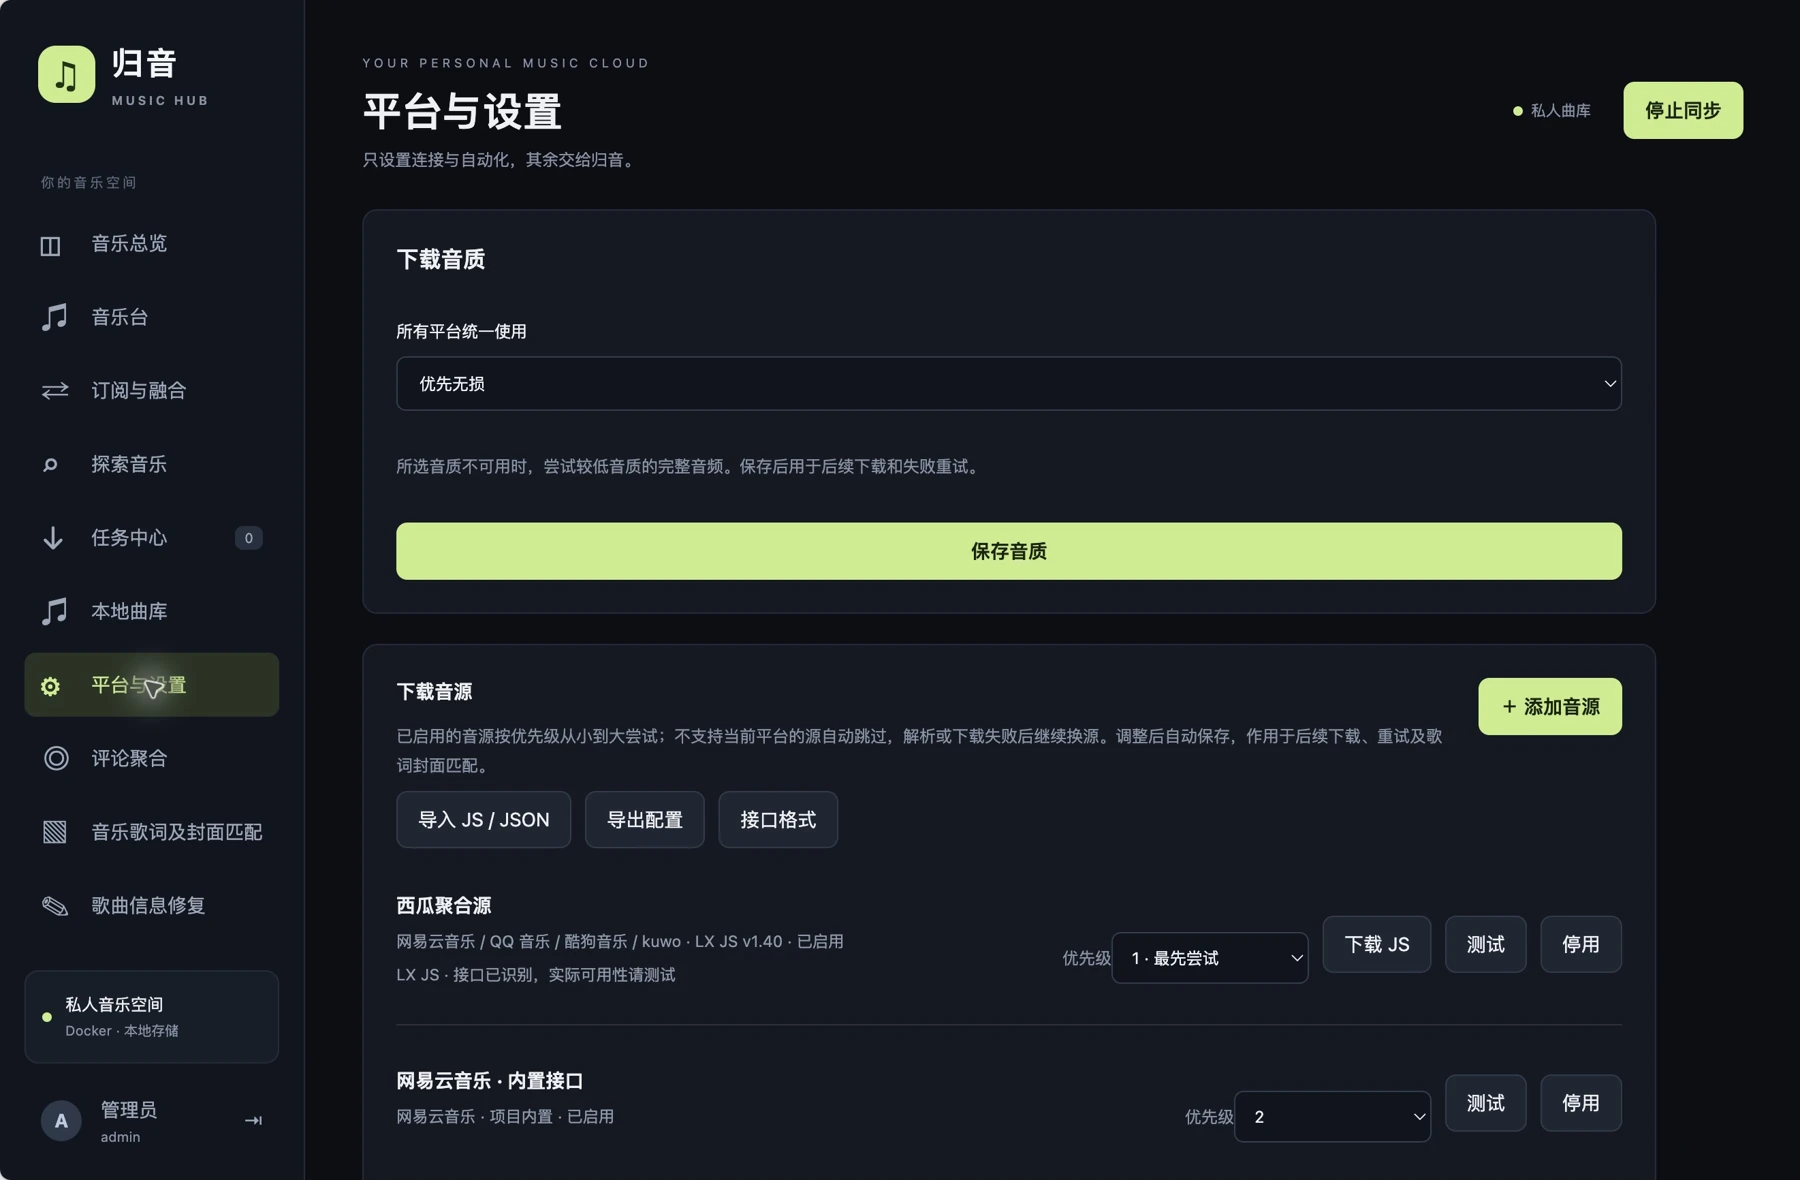 归音
MUSIC HUB
你的音乐空间
音乐总览
音乐台
订阅与融合
探索音乐
任务中心
0
本地曲库
平台与设置
评论聚合
音乐歌词及封面匹配
歌曲信息修复
私人音乐空间
Docker · 本地存储
A
管理员
admin
YOUR PERSONAL MUSIC CLOUD
平台与设置
只设置连接与自动化，其余交给归音。
私人曲库
停止同步
下载音质
所有平台统一使用
优先无损
所选音质不可用时，尝试较低音质的完整音频。保存后用于后续下载和失败重试。
保存音质
下载音源
已启用的音源按优先级从小到大尝试；不支持当前平台的源自动跳过，解析或下载失败后继续换源。调整后自动保存，作用于后续下载、重试及歌
词封面匹配。
+ 添加音源
导入 JS / JSON
导出配置
接口格式
西瓜聚合源
网易云音乐 / QQ 音乐 / 酷狗音乐 / kuwo · LX JS v1.40 · 已启用
LX JS · 接口已识别，实际可用性请测试
优先级
1 · 最先尝试
下载 JS
测试
停用
网易云音乐 · 内置接口
网易云音乐 · 项目内置 · 已启用
优先级
2
测试
停用